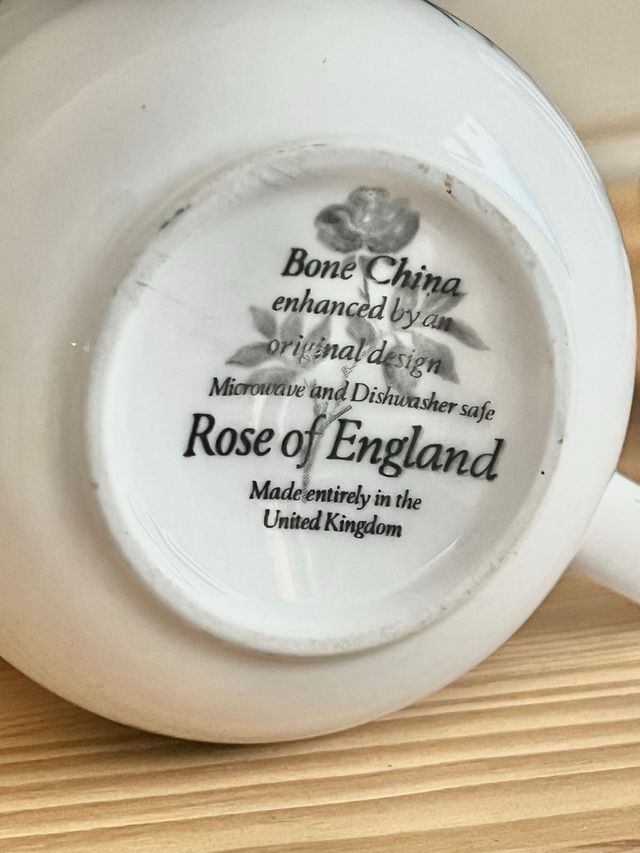 Bone China
enhanced by an
original design
Microwave and Dishwasher safe
Rose of England
Made entirely in the
United Kingdom